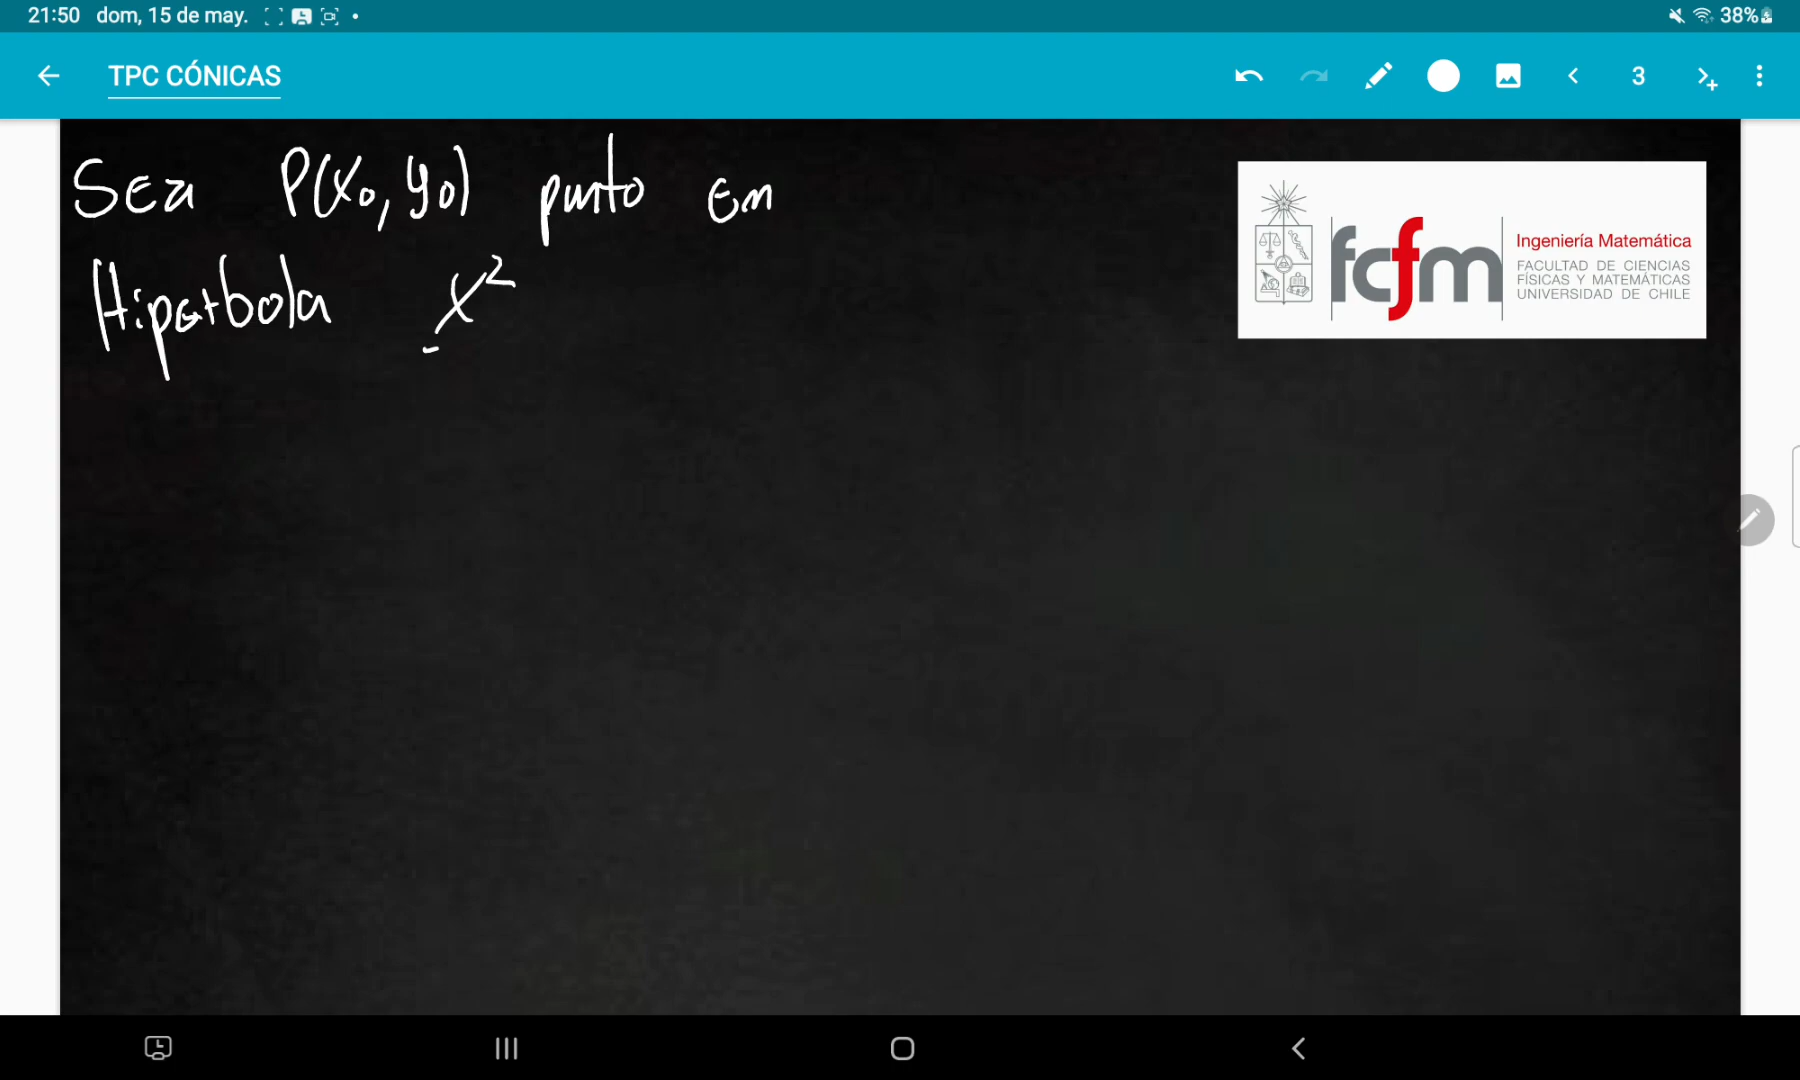 21:50 dom, 15 de may. 38%
TPC CÓNICAS
3
Sea P(x₀, y₀) punto en
Hiperbola x²
fcfm
Ingeniería Matemática
FACULTAD DE CIENCIAS
FÍSICAS Y MATEMÁTICAS
UNIVERSIDAD DE CHILE